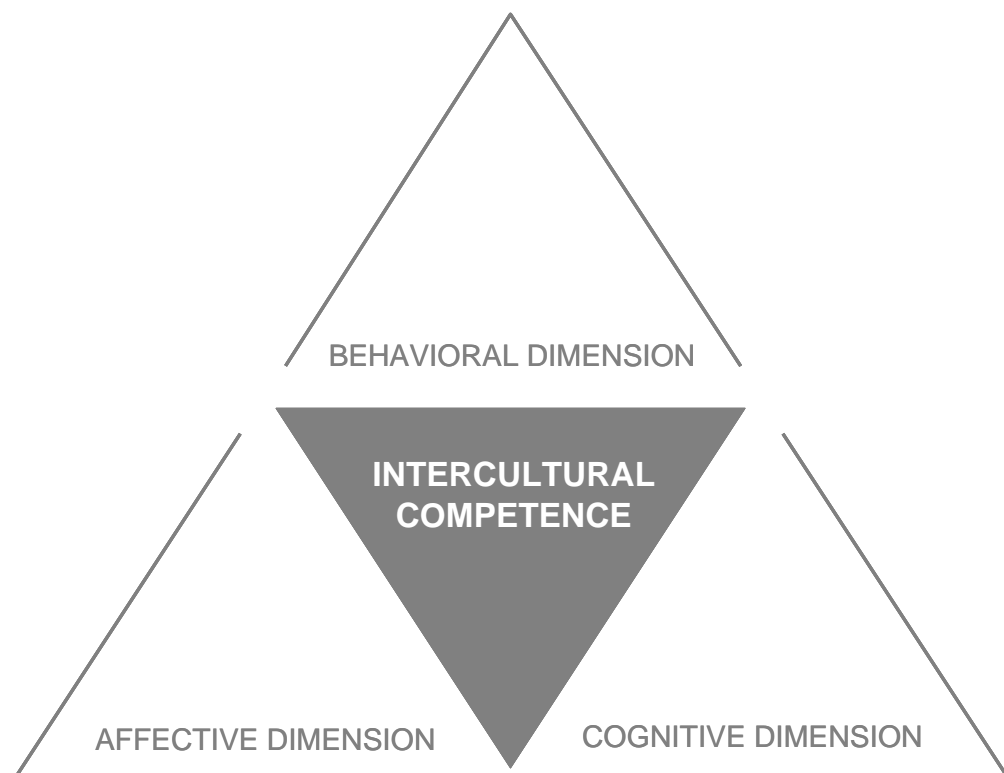 BEHAVIORAL DIMENSION
INTERCULTURAL
COMPETENCE
AFFECTIVE DIMENSION
COGNITIVE DIMENSION